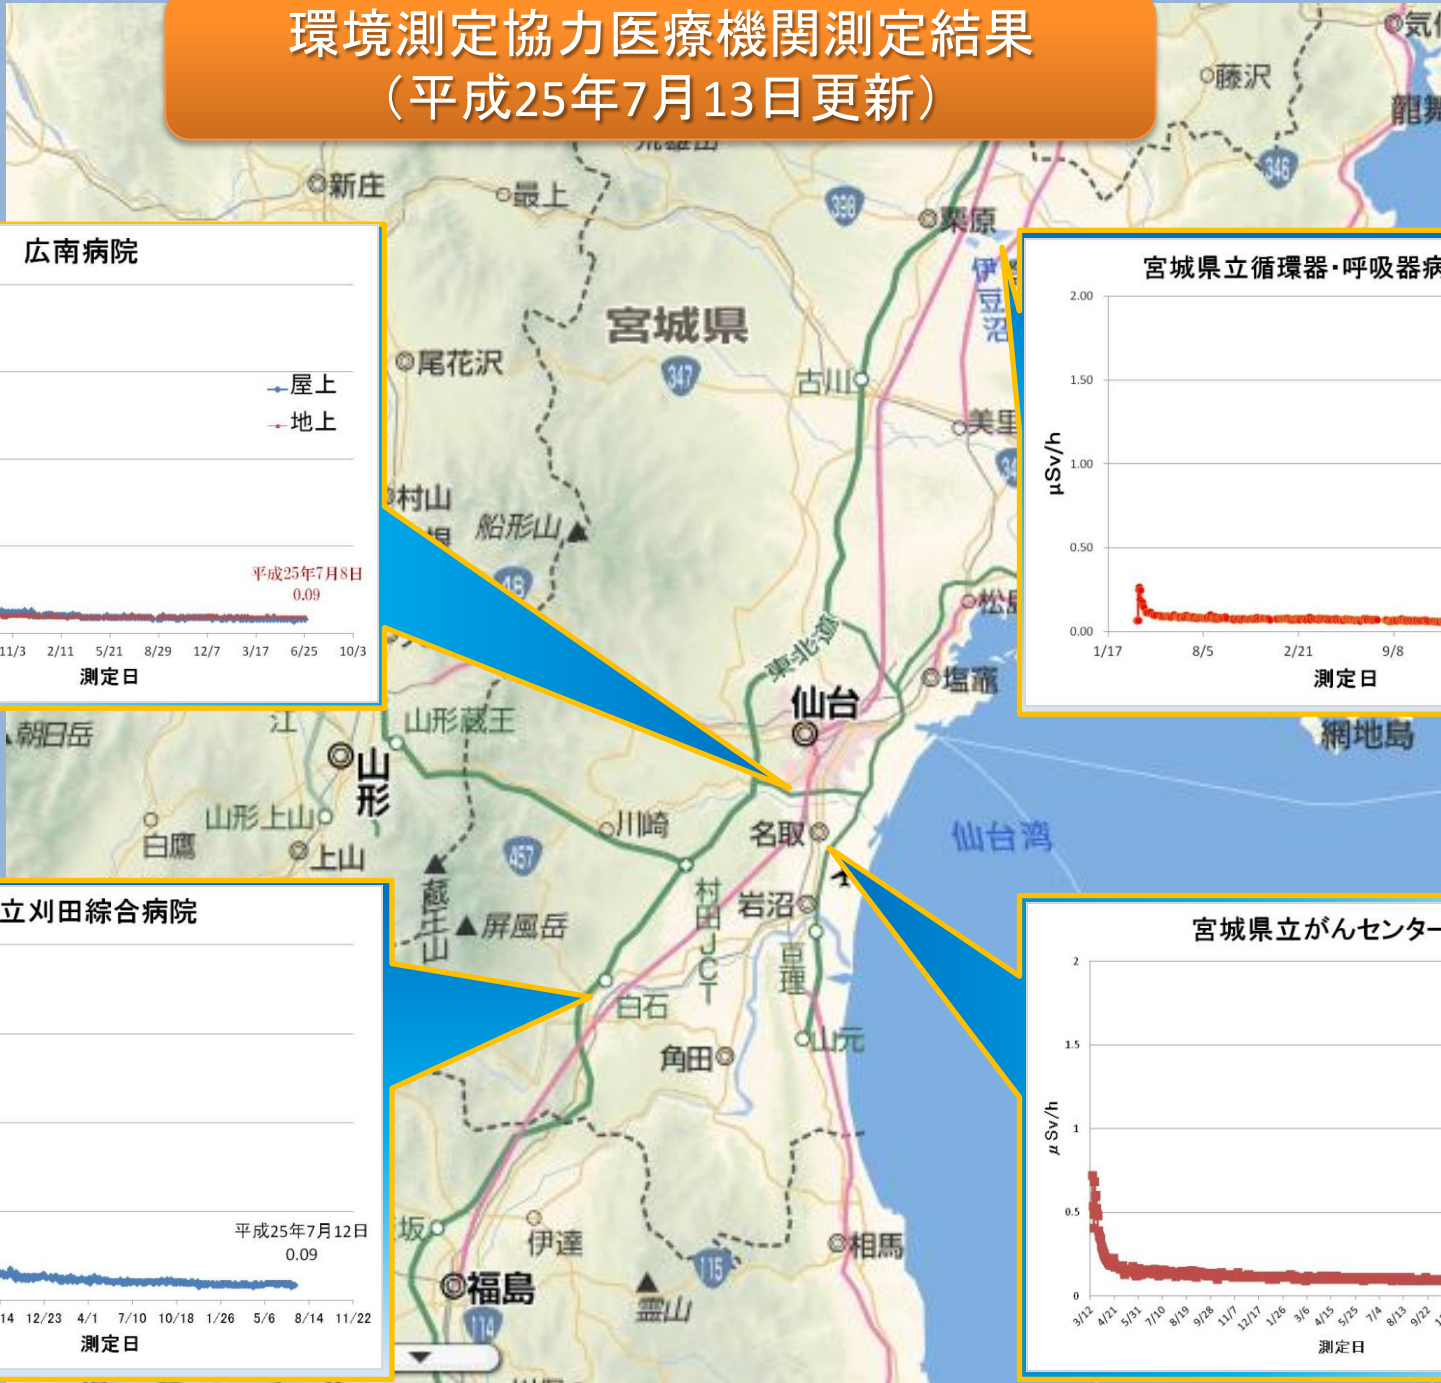 環境測定協力医療機関測定結果
（平成25年7月13日更新）
藤沢
346
新庄
最上
398
栗原
宮城県
347
尾花沢
古川
村山
船形山
48
東北道
仙台
塩竈
山形蔵王
朝日岳
江
山形
山形上山
白鷹
上山
川崎
457
名取
仙台湾
網地島
蔵王山
屏風岳
村田JCT
岩沼
亘理
白石
角田
山元
伊達
相馬
115
福島
霊山
114
広南病院
屋上
地上
平成25年7月8日
0.09
11/3 2/11 5/21 8/29 12/7 3/17 6/25 10/3
測定日
宮城県立循環器・呼吸器病
2.00
1.50
1.00
0.50
0.00
μSv/h
1/17 8/5 2/21 9/8
測定日
立刈田綜合病院
平成25年7月12日
0.09
14 12/23 4/1 7/10 10/18 1/26 5/6 8/14 11/22
測定日
宮城県立がんセンター
2
1.5
1
0.5
0
μSv/h
3/12 4/21 5/31 7/10 8/19 9/28 11/7 12/17 1/26 3/6 4/15 5/25 7/4 8/13 9/22
測定日